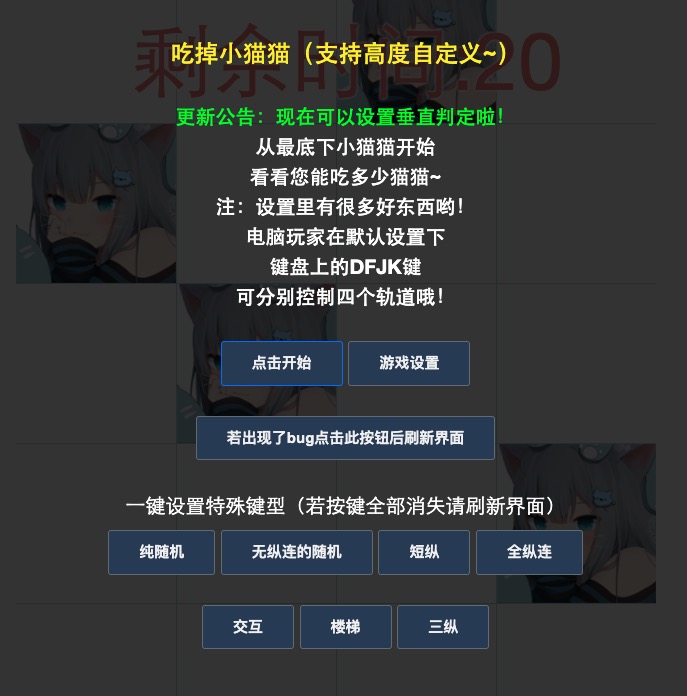 剩余时间:20
吃掉小猫猫（支持高度自定义~）
更新公告：现在可以设置垂直判定啦！
从最底下小猫猫开始
看看您能吃多少猫猫~
注：设置里有很多好东西哟！
电脑玩家在默认设置下
键盘上的DFJK键
可分别控制四个轨道哦！
点击开始 游戏设置
若出现了bug点击此按钮后刷新界面
一键设置特殊键型（若按键全部消失请刷新界面）
纯随机 无纵连的随机 短纵 全纵连
交互 楼梯 三纵